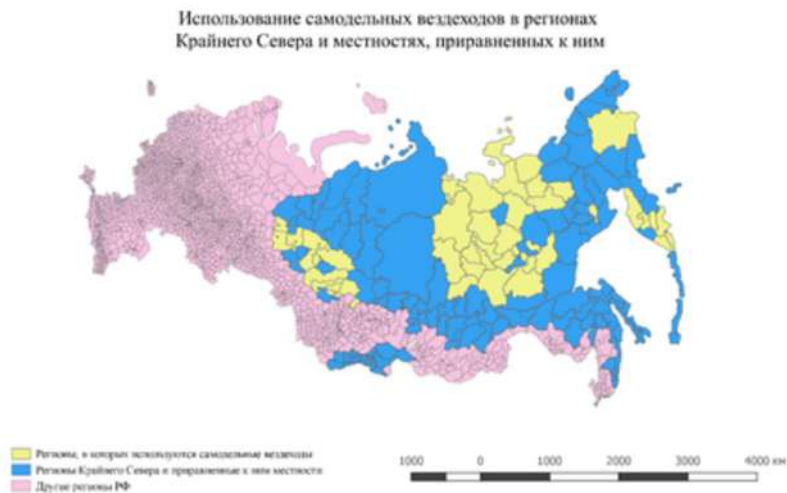 Использование самодельных вездеходов в регионах
Крайнего Севера и местностях, приравненных к ним
Регионы, в которых используются самодельные вездеходы
Регионы Крайнего Севера и приравненные к ним местности
Другие регионы РФ
1000 0 1000 2000 3000 4000 км